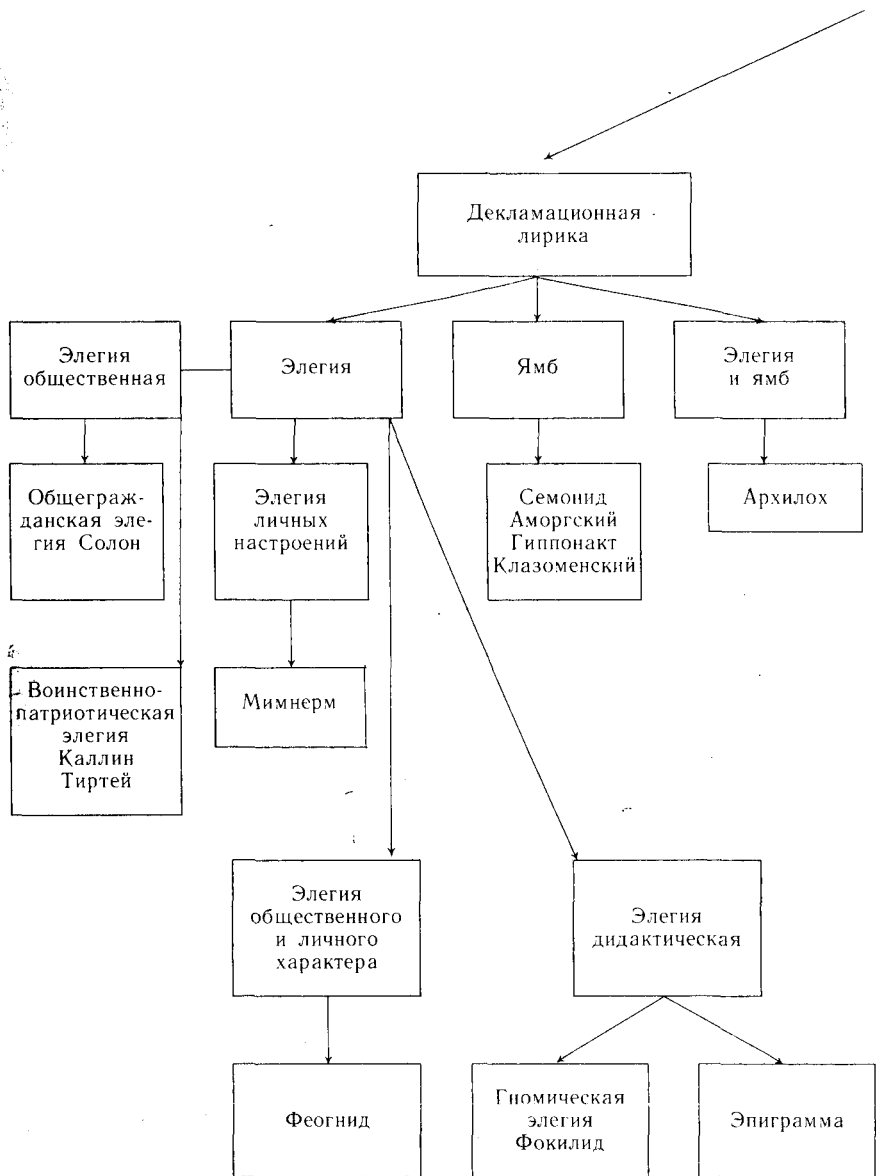 Декламационная
лирика
Элегия
общественная
Элегия
Ямб
Элегия
и ямб
Общеграж-
данская эле-
гия Солон
Элегия
личных
настроений
Семонид
Аморгский
Гиппонакт
Клазоменский
Архилох
Воинственно-
патриотическая
элегия
Каллин
Тиртей
Мимнерм
Элегия
общественного
и личного
характера
Элегия
дидактическая
Феогнид
Гномическая
элегия
Фокилид
Эпиграмма